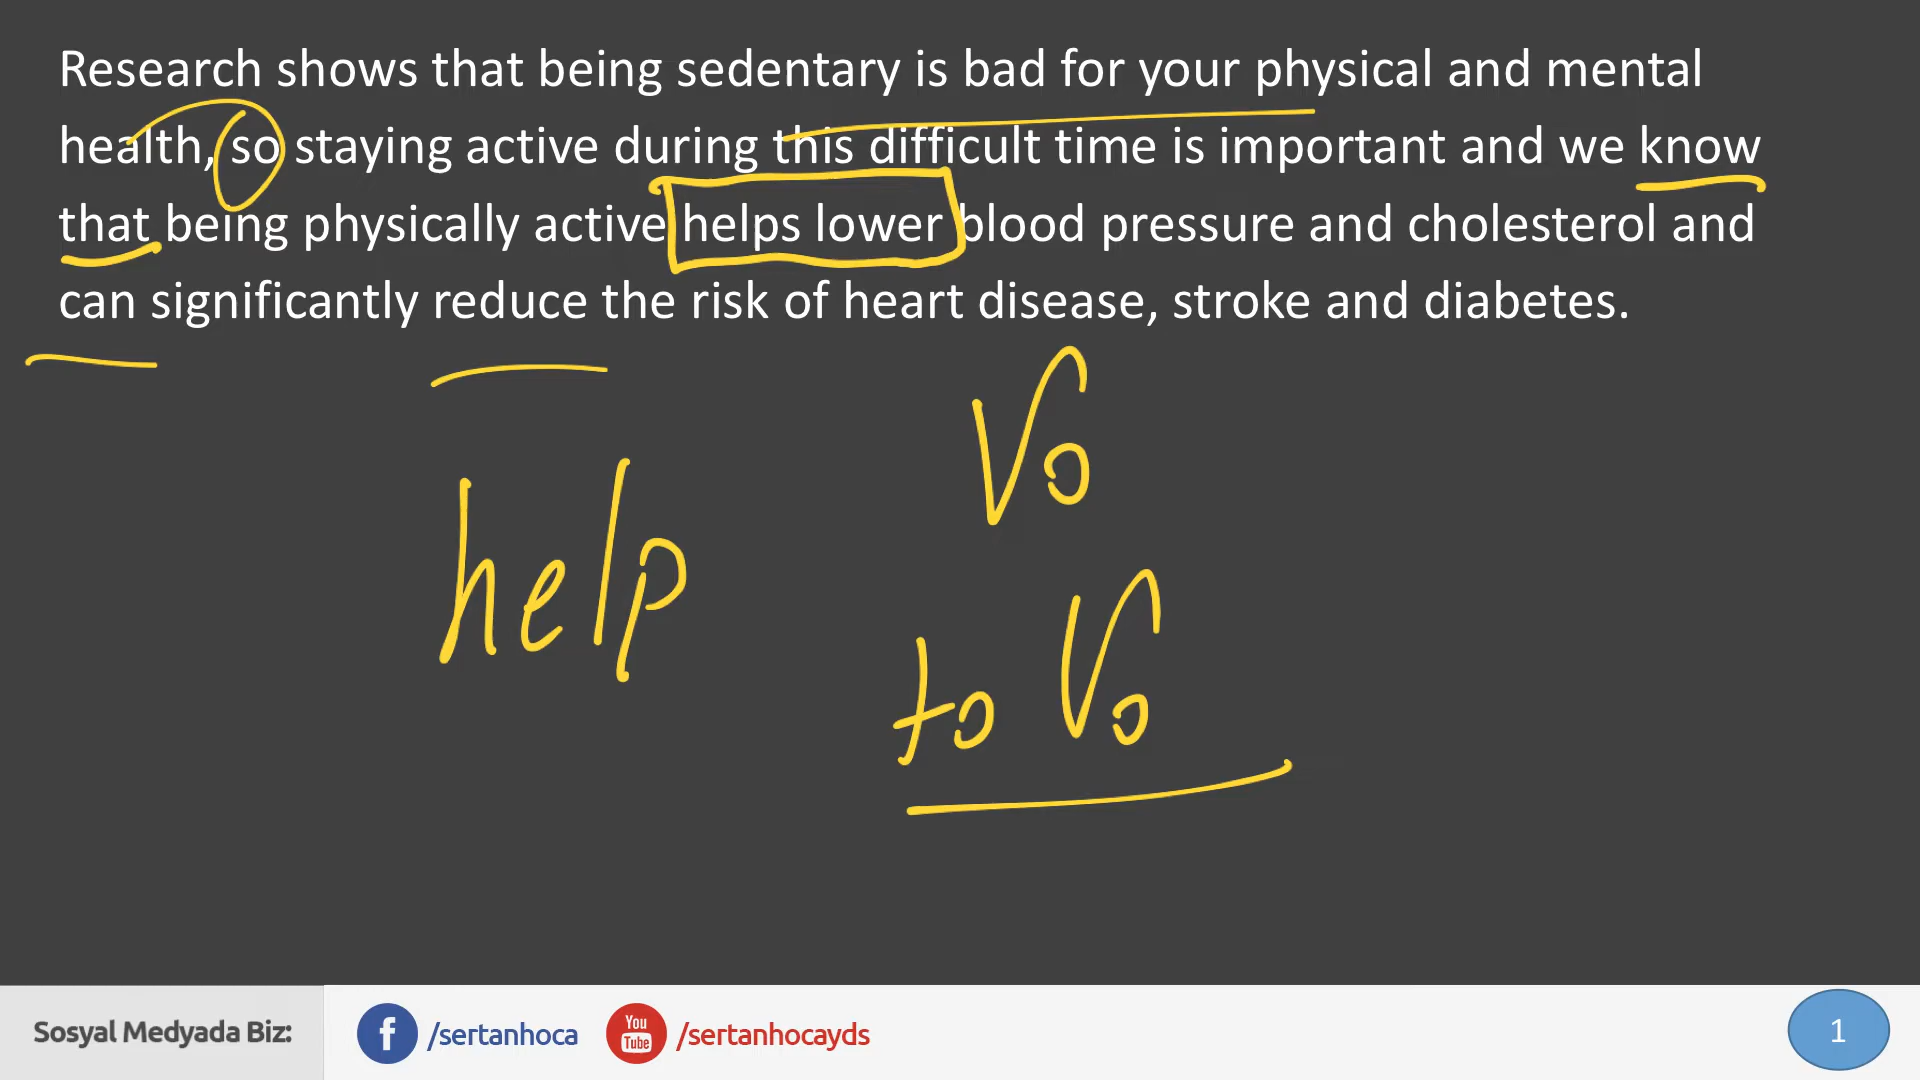 Research shows that being sedentary is bad for your physical and mental
health, so staying active during this difficult time is important and we know
that being physically active helps lower blood pressure and cholesterol and
can significantly reduce the risk of heart disease, stroke and diabetes.
V0
help
to V0
Sosyal Medyada Biz: f /sertanhoca You Tube /sertanhocayds 1